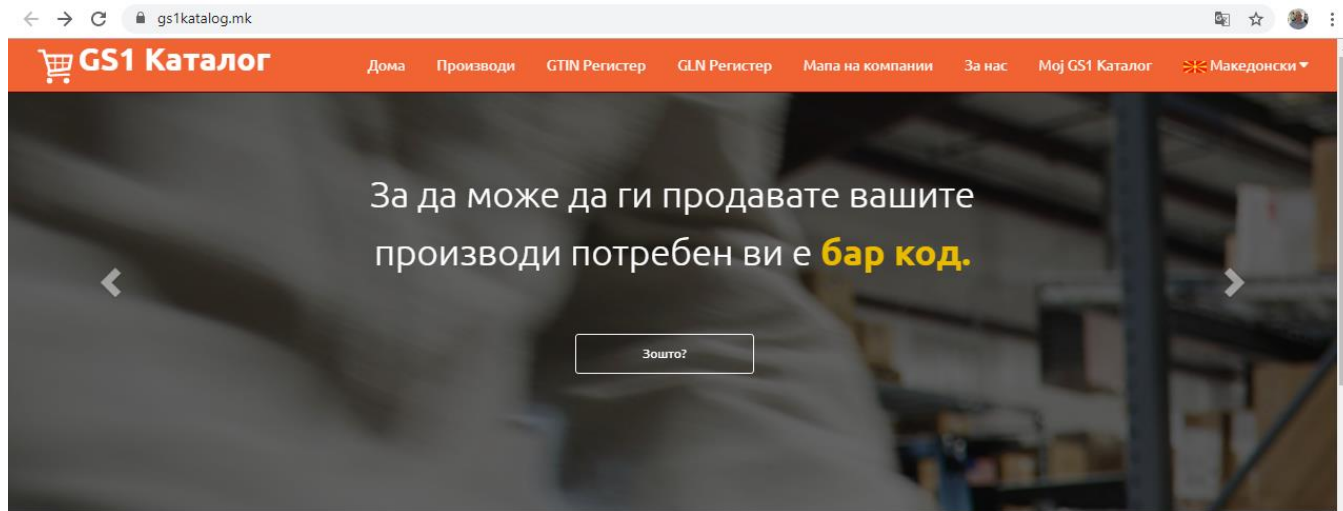 gs1katalog.mk
GS1 Каталог
Дома Производи GTIN Регистер GLN Регистер Мапа на компании За нас Мој GS1 Каталог Македонски
За да може да ги продавате вашите
производи потребен ви е бар код.
Зошто?